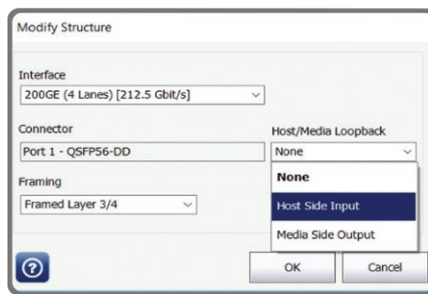 Modify Structure
Interface
200GE (4 Lanes) [212.5 Gbit/s]
Connector
Host/Media Loopback
Port 1 - QSFP56-DD
None
Framing
None
Framed Layer 3/4
Host Side Input
Media Side Output
?
OK
Cancel